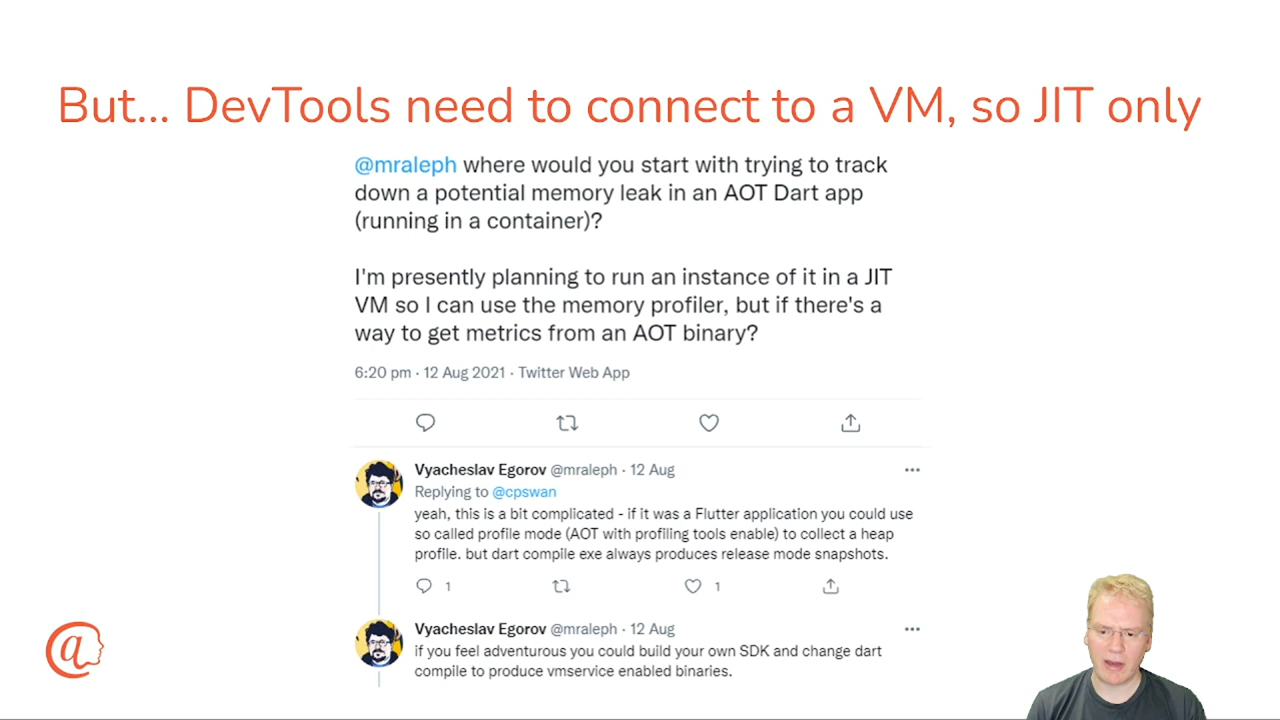 But... DevTools need to connect to a VM, so JIT only
@mraleph where would you start with trying to track
down a potential memory leak in an AOT Dart app
(running in a container)?
I'm presently planning to run an instance of it in a JIT
VM so I can use the memory profiler, but if there's a
way to get metrics from an AOT binary?
6:20 pm · 12 Aug 2021 · Twitter Web App
Vyacheslav Egorov @mraleph · 12 Aug
Replying to @cpswan
yeah, this is a bit complicated - if it was a Flutter application you could use
so called profile mode (AOT with profiling tools enable) to collect a heap
profile. but dart compile exe always produces release mode snapshots.
1 1
Vyacheslav Egorov @mraleph · 12 Aug
if you feel adventurous you could build your own SDK and change dart
compile to produce vmservice enabled binaries.